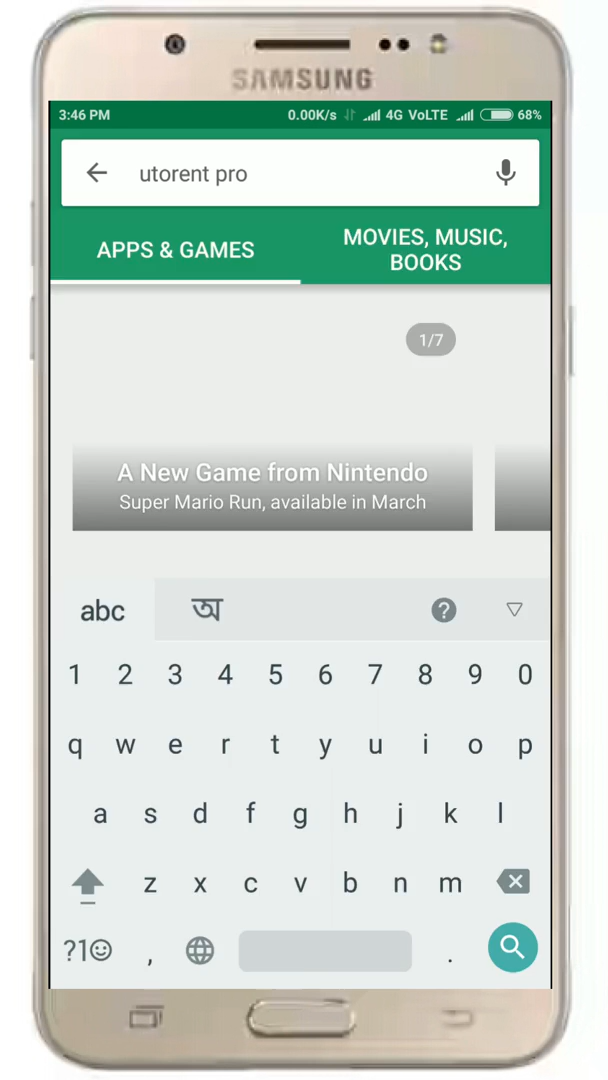 SAMSUNG
3:46 PM 0.00K/s 4G VoLTE 68%
utorent pro
APPS & GAMES
MOVIES, MUSIC,
BOOKS
1/7
A New Game from Nintendo
Super Mario Run, available in March
abc অ ?
1 2 3 4 5 6 7 8 9 0
q w e r t y u i o p
a s d f g h j k l
z x c v b n m
?1☺ , .